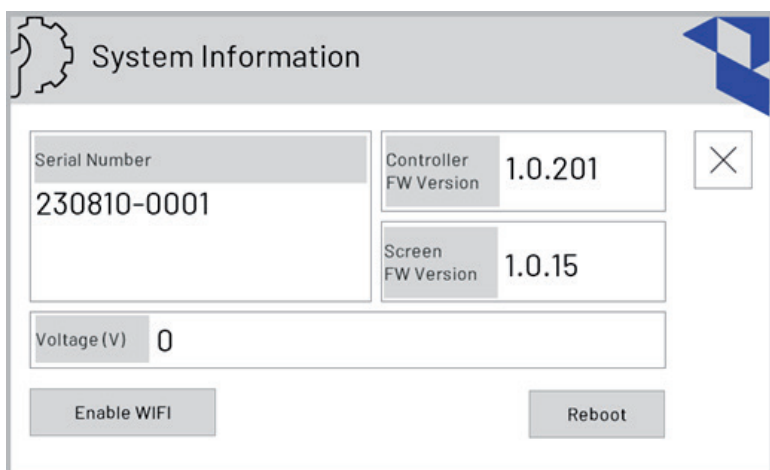 System Information
Serial Number
230810-0001
Controller
FW Version
1.0.201
Screen
FW Version
1.0.15
Voltage (V)
0
Enable WIFI
Reboot